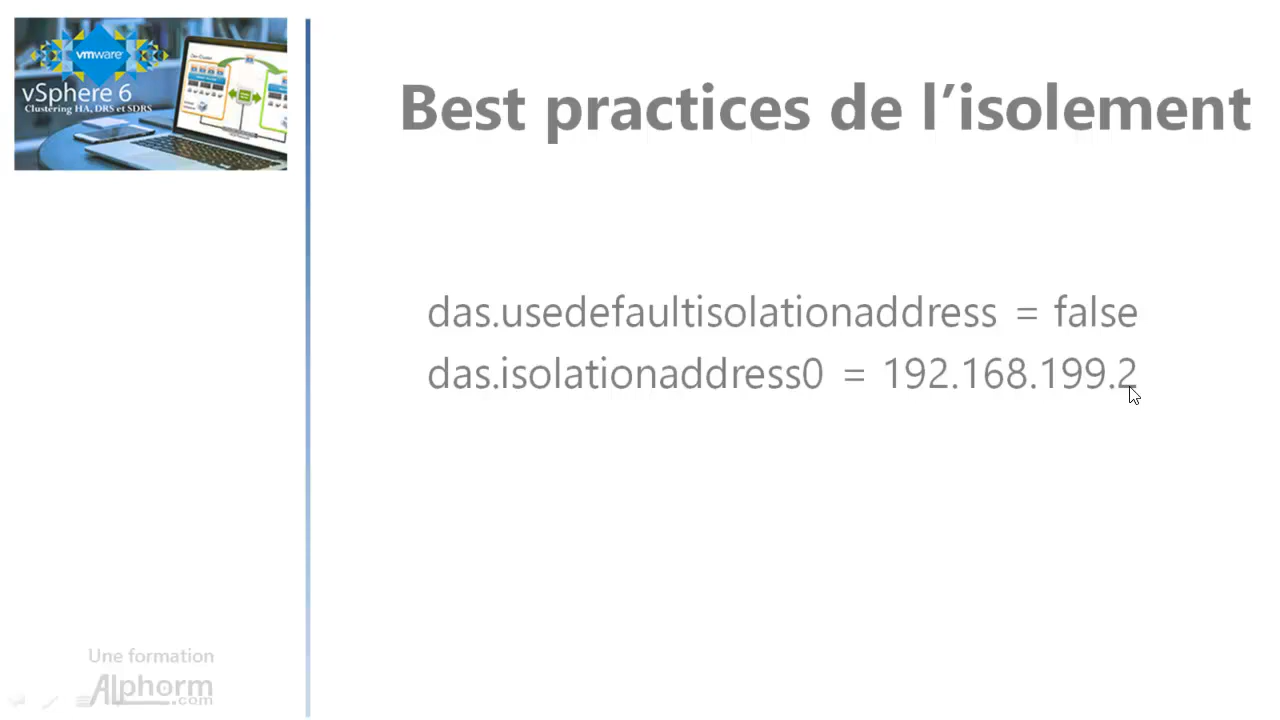 vmware
vSphere 6
Clustering HA, DRS et SDRS
Best practices de l’isolement
das.usedefaultisolationaddress = false
das.isolationaddress0 = 192.168.199.2
Une formation
Alphorm
.com